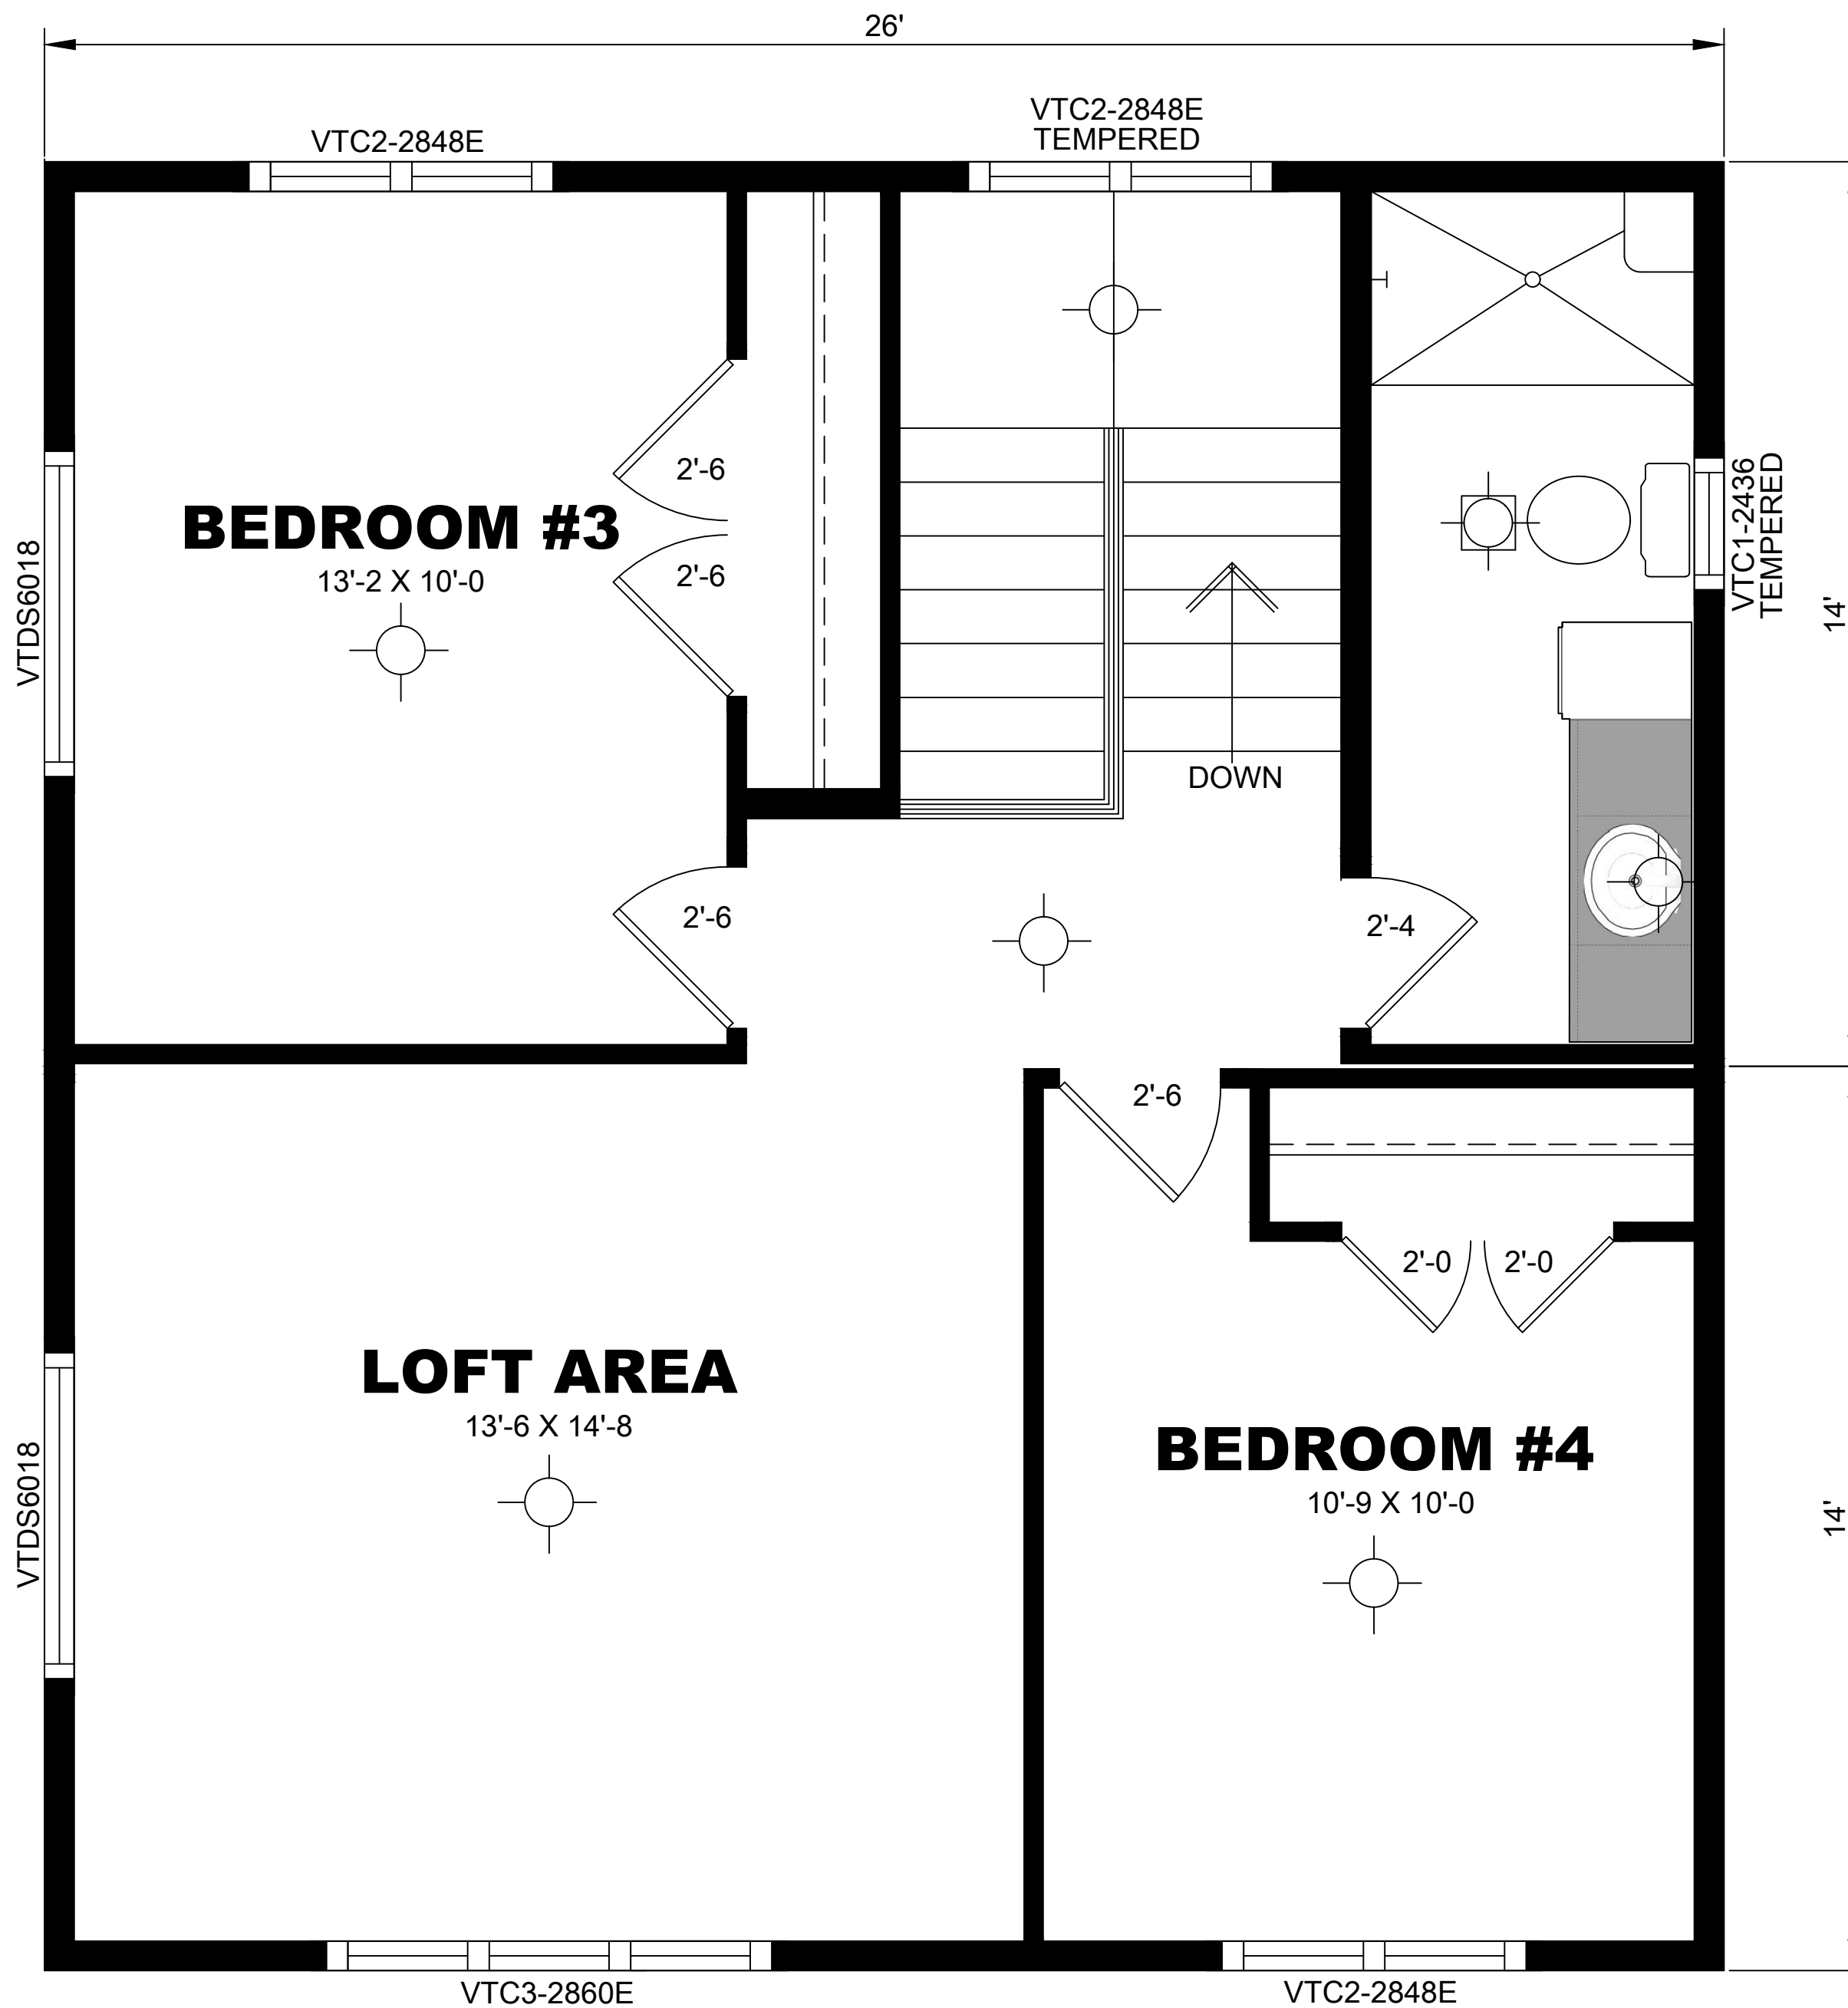 26'
VTC2-2848E
VTC2-2848E
TEMPERED
2'-6
BEDROOM #3
13'-2 X 10'-0
2'-6
VTDS6018
VTC1-2436
TEMPERED
14'
DOWN
2'-6
2'-4
2'-6
2'-0
2'-0
LOFT AREA
13'-6 X 14'-8
BEDROOM #4
10'-9 X 10'-0
VTDS6018
14'
VTC3-2860E
VTC2-2848E